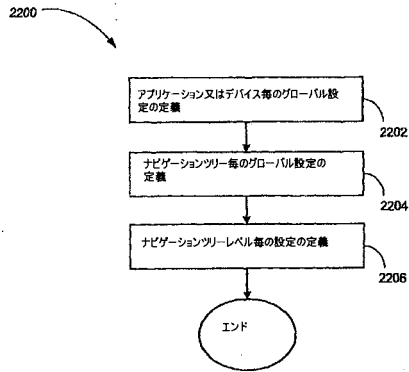 2200
アプリケーション又はデバイス毎のグローバル設
定の定義
2202
ナビゲーションツリー毎のグローバル設定の
定義
2204
ナビゲーションツリーレベル毎の設定の定義
2206
エンド